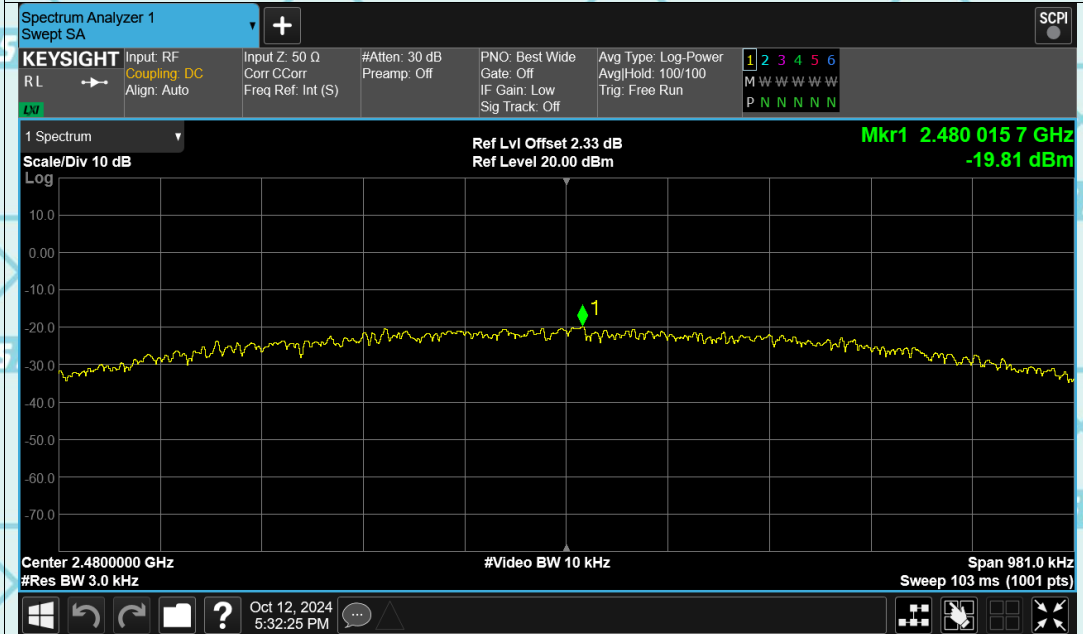 Spectrum Analyzer 1
Swept SA
+
SCPI
KEYSIGHT
R L
LXI
Input: RF
Coupling: DC
Align: Auto
Input Z: 50 Ω
Corr CCorr
Freq Ref: Int (S)
#Atten: 30 dB
Preamp: Off
PNO: Best Wide
Gate: Off
IF Gain: Low
Sig Track: Off
Avg Type: Log-Power
Avg|Hold: 100/100
Trig: Free Run
1 2 3 4 5 6
M W W W W W
P N N N N N
1 Spectrum
Scale/Div 10 dB
Ref Lvl Offset 2.33 dB
Ref Level 20.00 dBm
Mkr1 2.480 015 7 GHz
-19.81 dBm
Log
10.0
0.00
-10.0
1
-20.0
-30.0
-40.0
-50.0
-60.0
-70.0
Center 2.4800000 GHz
#Video BW 10 kHz
Span 981.0 kHz
#Res BW 3.0 kHz
Sweep 103 ms (1001 pts)
?
Oct 12, 2024
5:32:25 PM